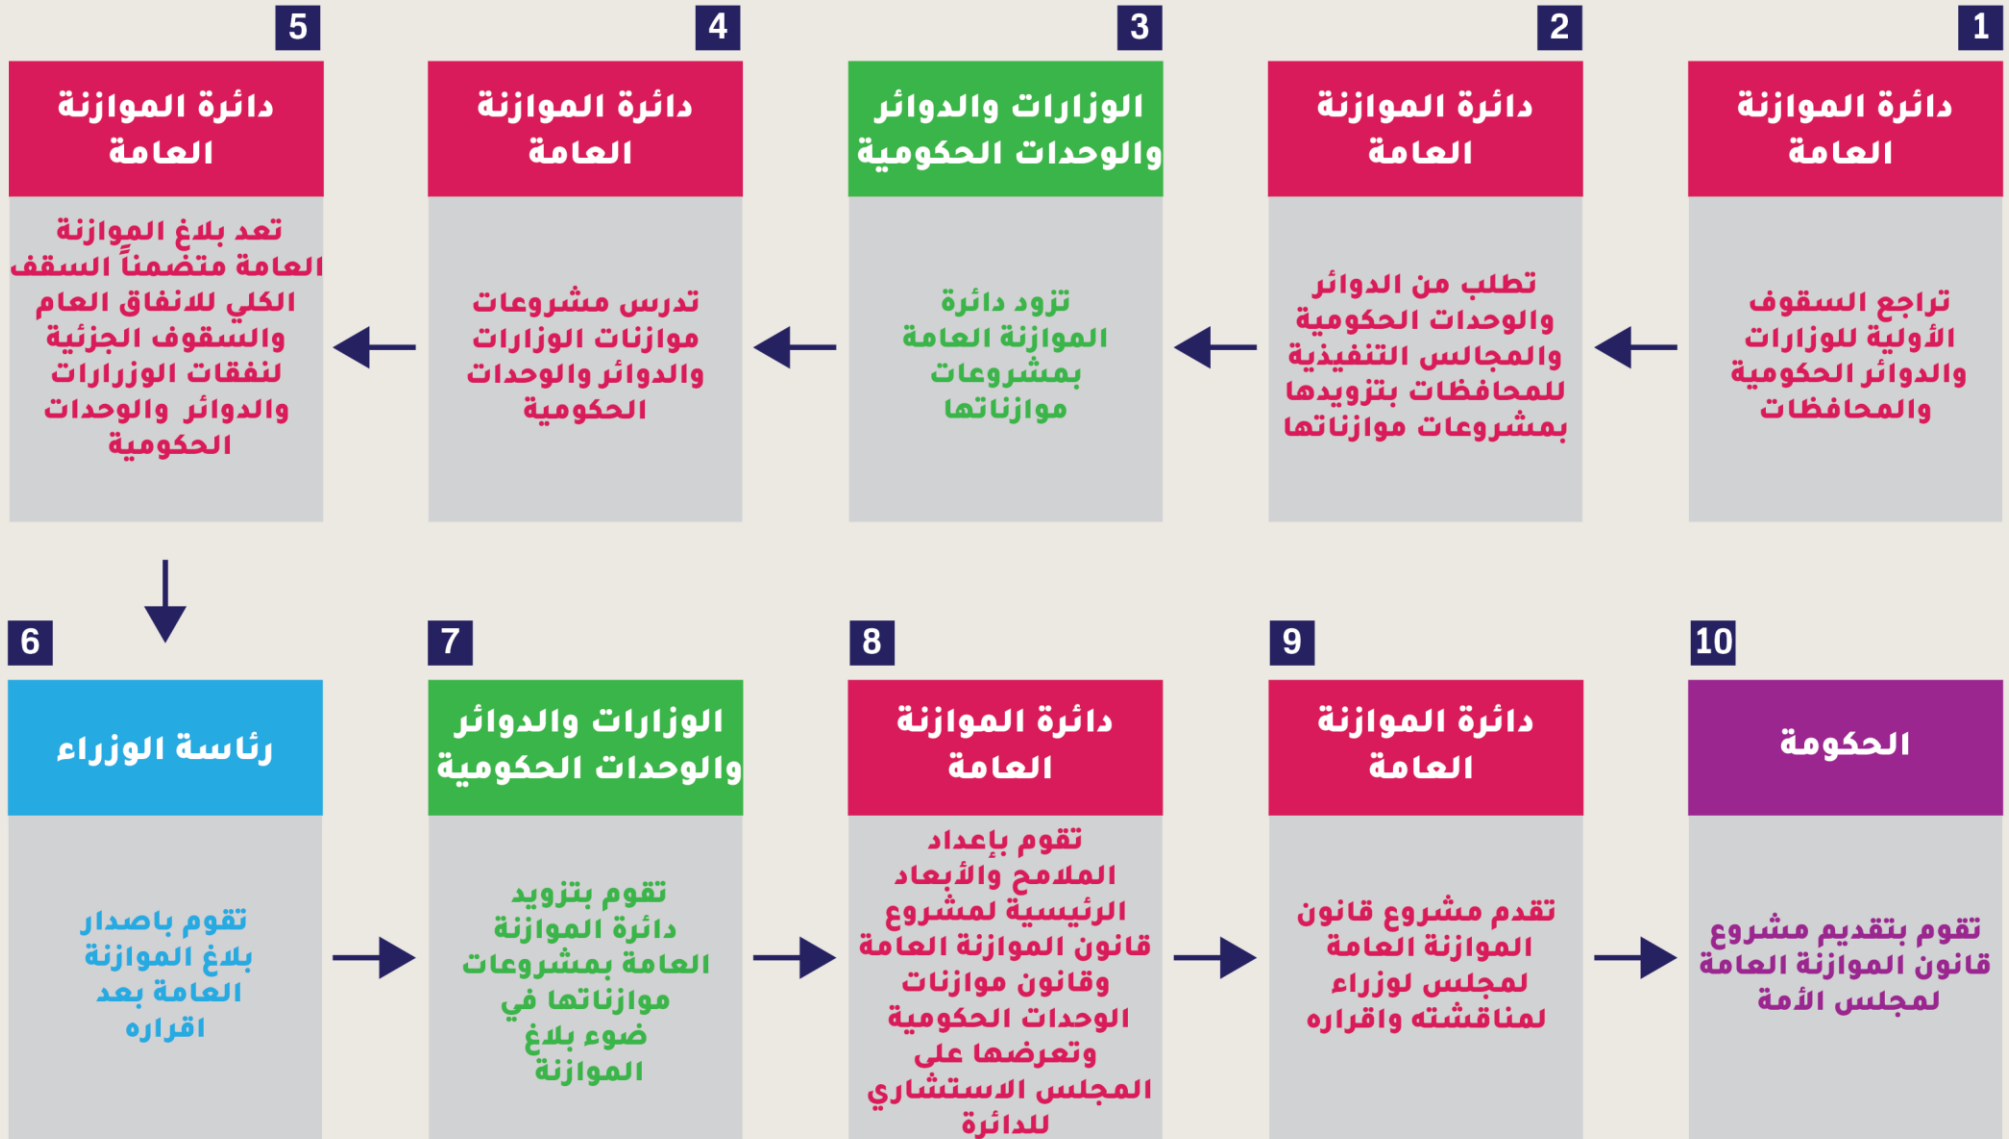 1
دائرة الموازنة
العامة
تراجع السقوف
الأولية للوزارات
والدوائر الحكومية
والمحافظات
2
دائرة الموازنة
العامة
تطلب من الدوائر
والوحدات الحكومية
والمجالس التنفيذية
للمحافظات بتزويدها
بمشروعات موازناتها
3
الوزارات والدوائر
والوحدات الحكومية
تزود دائرة
الموازنة العامة
بمشروعات
موازناتها
4
دائرة الموازنة
العامة
تدرس مشروعات
موازنات الوزارات
والدوائر والوحدات
الحكومية
5
دائرة الموازنة
العامة
تعد بلاغ الموازنة
العامة متضمناً السقف
الكلي للانفاق العام
والسقوف الجزئية
لنفقات الوزرارات
والدوائر والوحدات
الحكومية
6
رئاسة الوزراء
تقوم باصدار
بلاغ الموازنة
العامة بعد
اقراره
7
الوزارات والدوائر
والوحدات الحكومية
تقوم بتزويد
دائرة الموازنة
العامة بمشروعات
موازناتها في
ضوء بلاغ
الموازنة
8
دائرة الموازنة
العامة
تقوم بإعداد
الملامح والأبعاد
الرئيسية لمشروع
قانون الموازنة العامة
وقانون موازنات
الوحدات الحكومية
وتعرضها على
المجلس الاستشاري
للدائرة
9
دائرة الموازنة
العامة
تقدم مشروع قانون
الموازنة العامة
لمجلس لوزراء
لمناقشته واقراره
10
الحكومة
تقوم بتقديم مشروع
قانون الموازنة العامة
لمجلس الأمة